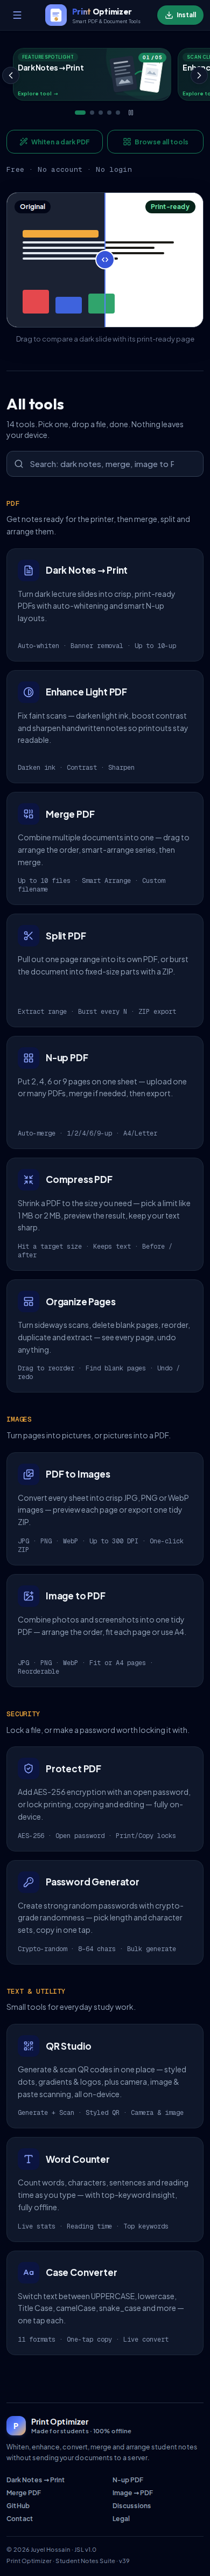 Print Optimizer
Smart PDF & Document Tools
Install
FEATURE SPOTLIGHT
01 / 05
Dark Notes → Print
Explore tool →
SCAN CL
Enhanc
Explore to
Whiten a dark PDF
Browse all tools
Free · No account · No login
Original
Print-ready
Drag to compare a dark slide with its print-ready page
All tools
14 tools. Pick one, drop a file, done. Nothing leaves
your device.
Search: dark notes, merge, image to F
PDF
Get notes ready for the printer, then merge, split and
arrange them.
Dark Notes → Print
Turn dark lecture slides into crisp, print-ready
PDFs with auto-whitening and smart N-up
layouts.
Auto-whiten · Banner removal · Up to 10-up
Enhance Light PDF
Fix faint scans — darken light ink, boost contrast
and sharpen handwritten notes so printouts stay
readable.
Darken ink · Contrast · Sharpen
Merge PDF
Combine multiple documents into one — drag to
arrange the order, smart-arrange series, then
merge.
Up to 10 files · Smart Arrange · Custom
filename
Split PDF
Pull out one page range into its own PDF, or burst
the document into fixed-size parts with a ZIP.
Extract range · Burst every N · ZIP export
N-up PDF
Put 2, 4, 6 or 9 pages on one sheet — upload one
or many PDFs, merge if needed, then export.
Auto-merge · 1/2/4/6/9-up · A4/Letter
Compress PDF
Shrink a PDF to the size you need — pick a limit like
1 MB or 2 MB, preview the result, keep your text
sharp.
Hit a target size · Keeps text · Before /
after
Organize Pages
Turn sideways scans, delete blank pages, reorder,
duplicate and extract — see every page, undo
anything.
Drag to reorder · Find blank pages · Undo /
redo
IMAGES
Turn pages into pictures, or pictures into a PDF.
PDF to Images
Convert every sheet into crisp JPG, PNG or WebP
images — preview each page or export one tidy
ZIP.
JPG · PNG · WebP · Up to 300 DPI · One-click
ZIP
Image to PDF
Combine photos and screenshots into one tidy
PDF — arrange the order, fit each page or use A4.
JPG · PNG · WebP · Fit or A4 pages ·
Reorderable
SECURITY
Lock a file, or make a password worth locking it with.
Protect PDF
Add AES-256 encryption with an open password,
or lock printing, copying and editing — fully on-
device.
AES-256 · Open password · Print/Copy locks
Password Generator
Create strong random passwords with crypto-
grade randomness — pick length and character
sets, copy in one tap.
Crypto-random · 8–64 chars · Bulk generate
TEXT & UTILITY
Small tools for everyday study work.
QR Studio
Generate & scan QR codes in one place — styled
dots, gradients & logos, plus camera, image &
paste scanning, all on-device.
Generate + Scan · Styled QR · Camera & image
Word Counter
Count words, characters, sentences and reading
time as you type — with top-keyword insight,
fully offline.
Live stats · Reading time · Top keywords
Aa
Case Converter
Switch text between UPPERCASE, lowercase,
Title Case, camelCase, snake_case and more —
one tap each.
11 formats · One-tap copy · Live convert
P
Print Optimizer
Made for students · 100% offline
Whiten, enhance, convert, merge and arrange student notes
without sending your documents to a server.
Dark Notes → Print
N-up PDF
Merge PDF
Image → PDF
GitHub
Discussions
Contact
Legal
© 2026 Juyel Hossain · JSL v1.0
Print Optimizer · Student Notes Suite · v39